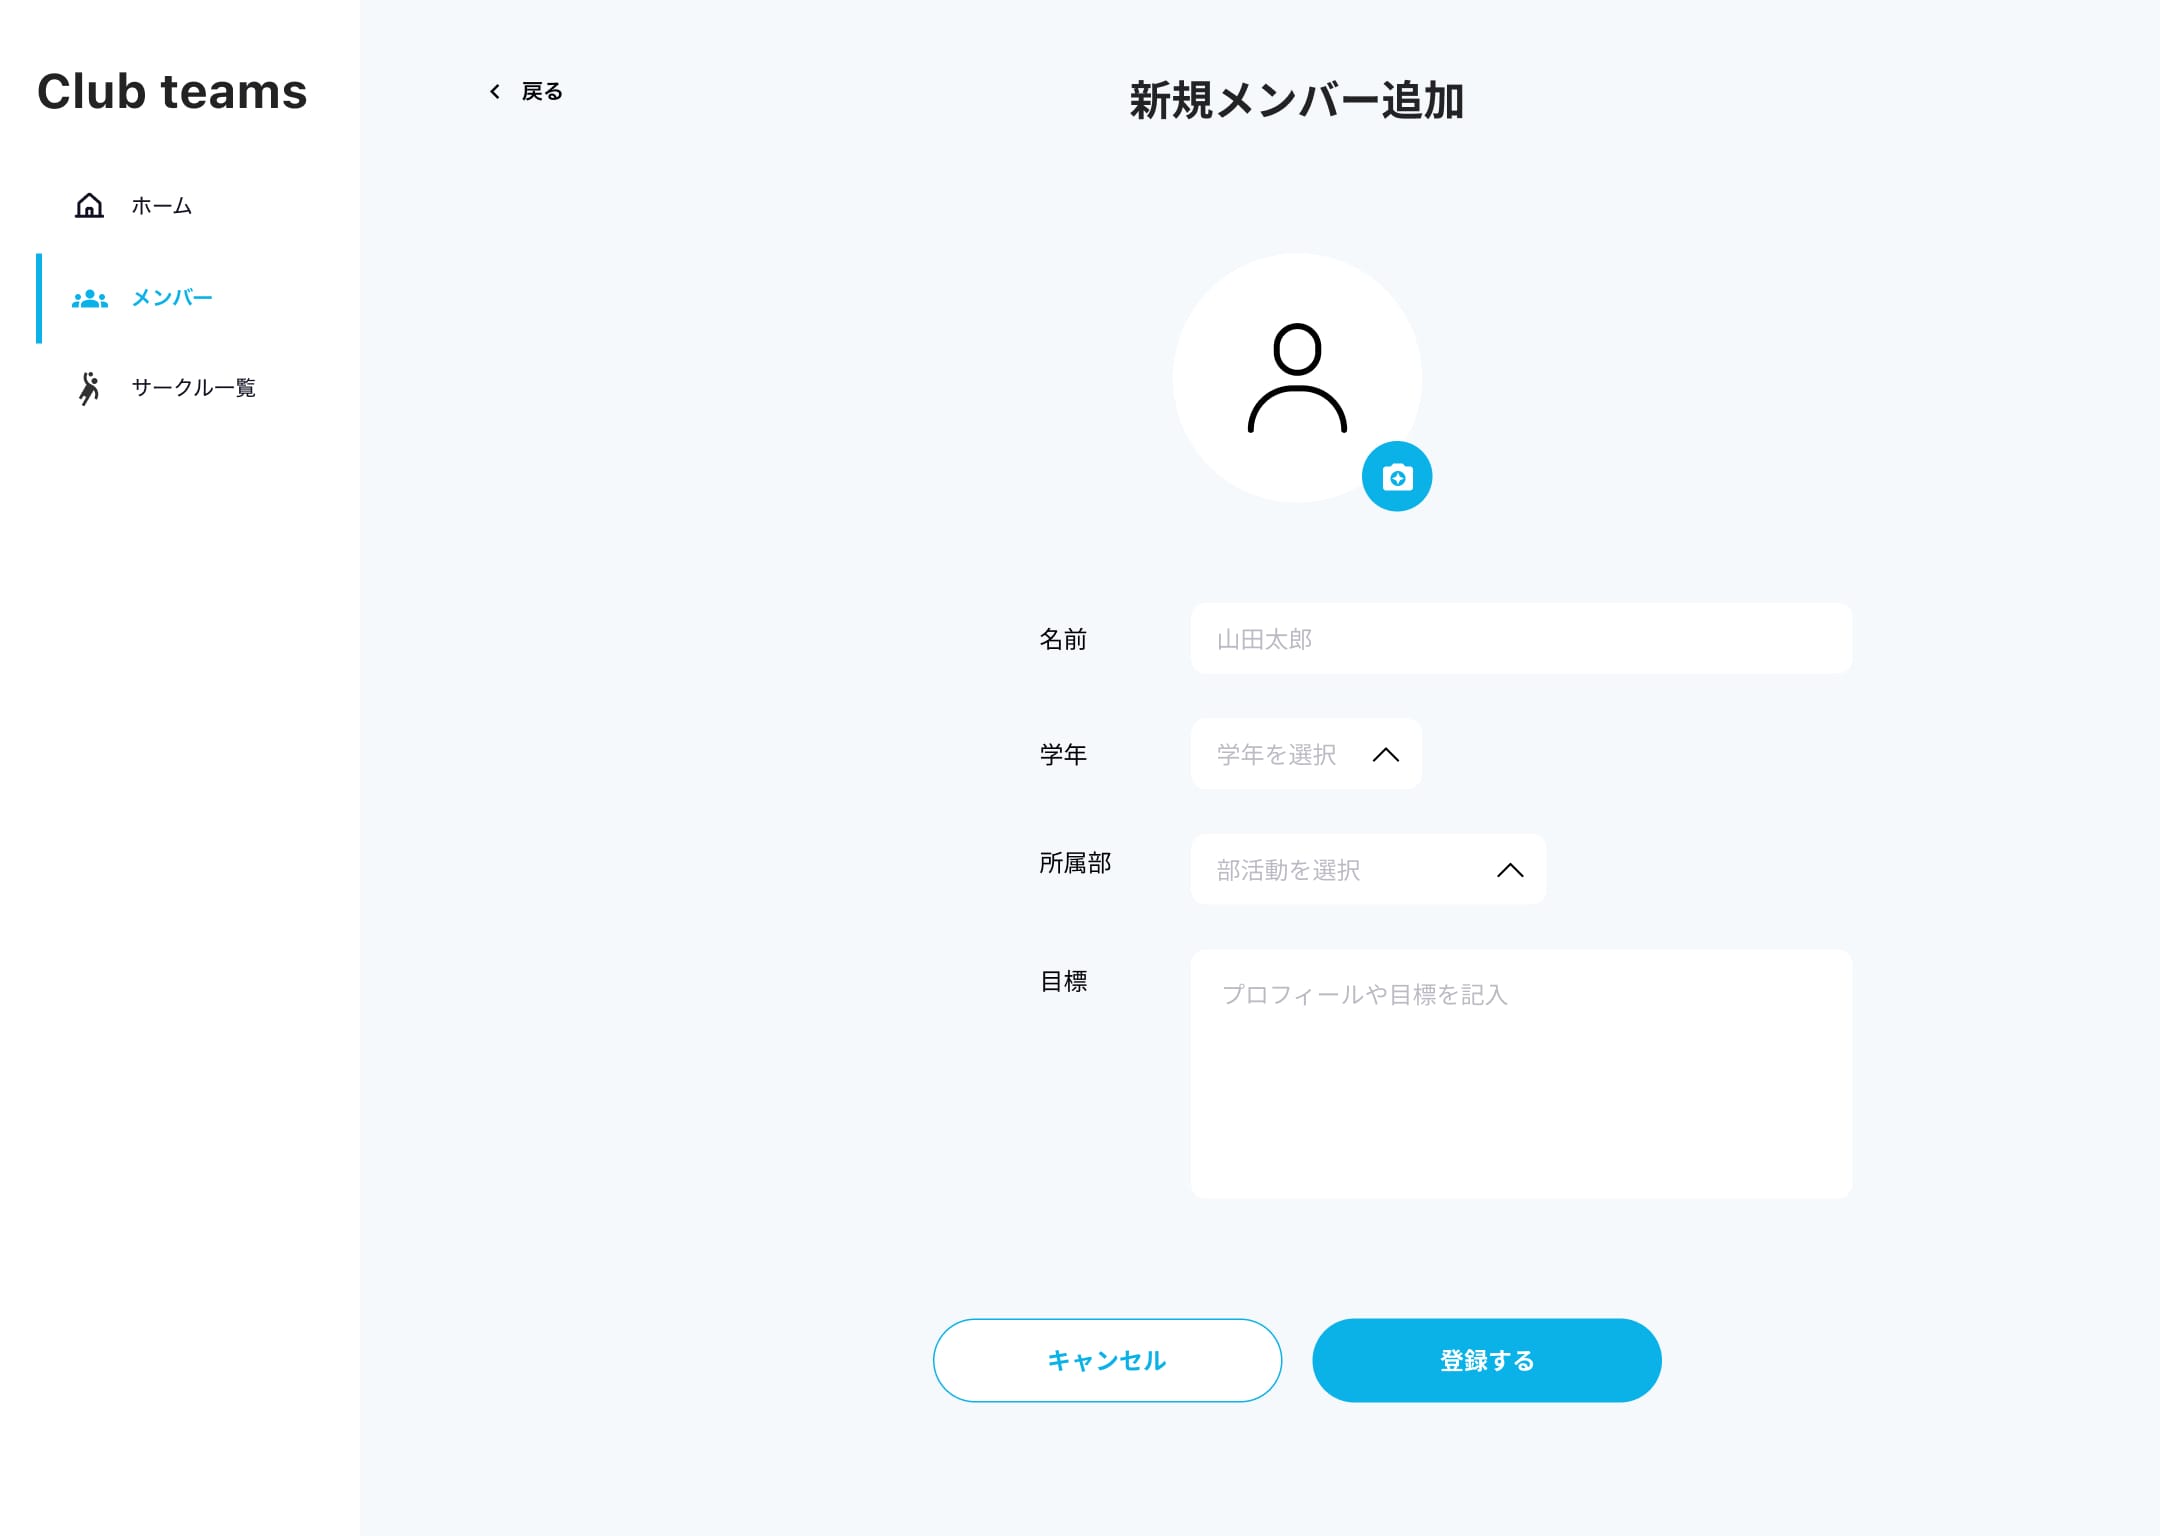 Club teams
ホーム
メンバー
サークル一覧
戻る
新規メンバー追加
名前
山田太郎
学年
学年を選択
所属部
部活動を選択
目標
プロフィールや目標を記入
キャンセル
登録する